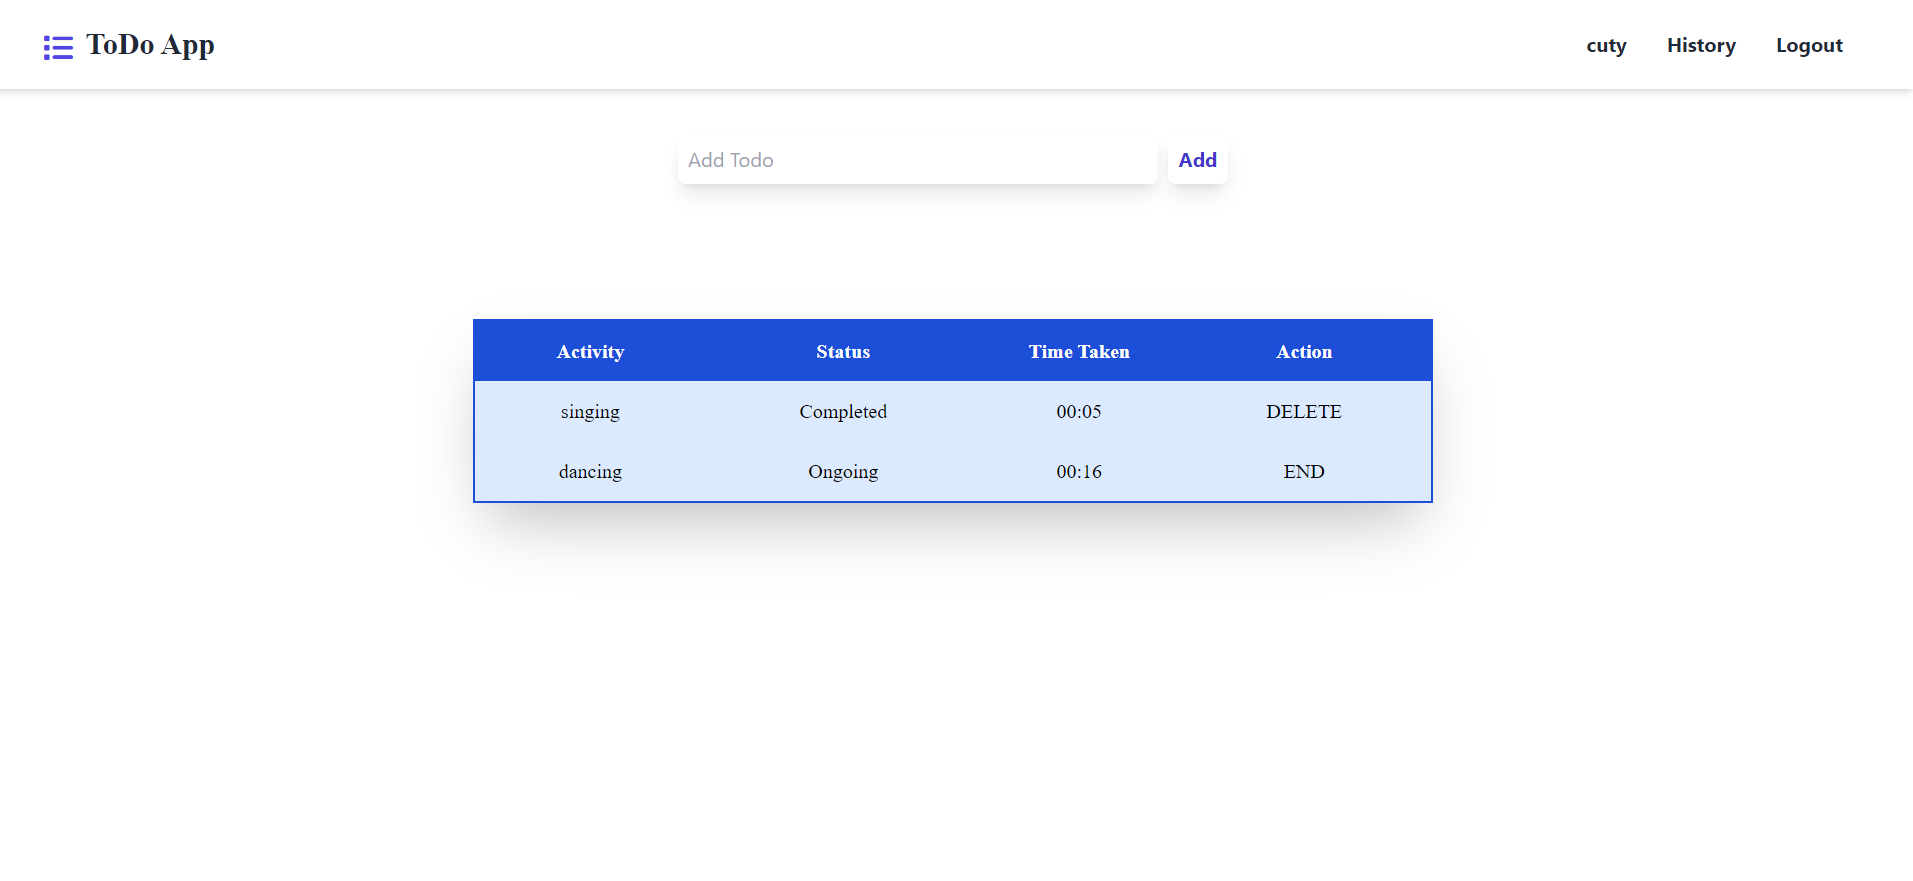 ToDo App cuty History Logout
Add Todo Add
Activity Status Time Taken Action
singing Completed 00:05 DELETE
dancing Ongoing 00:16 END